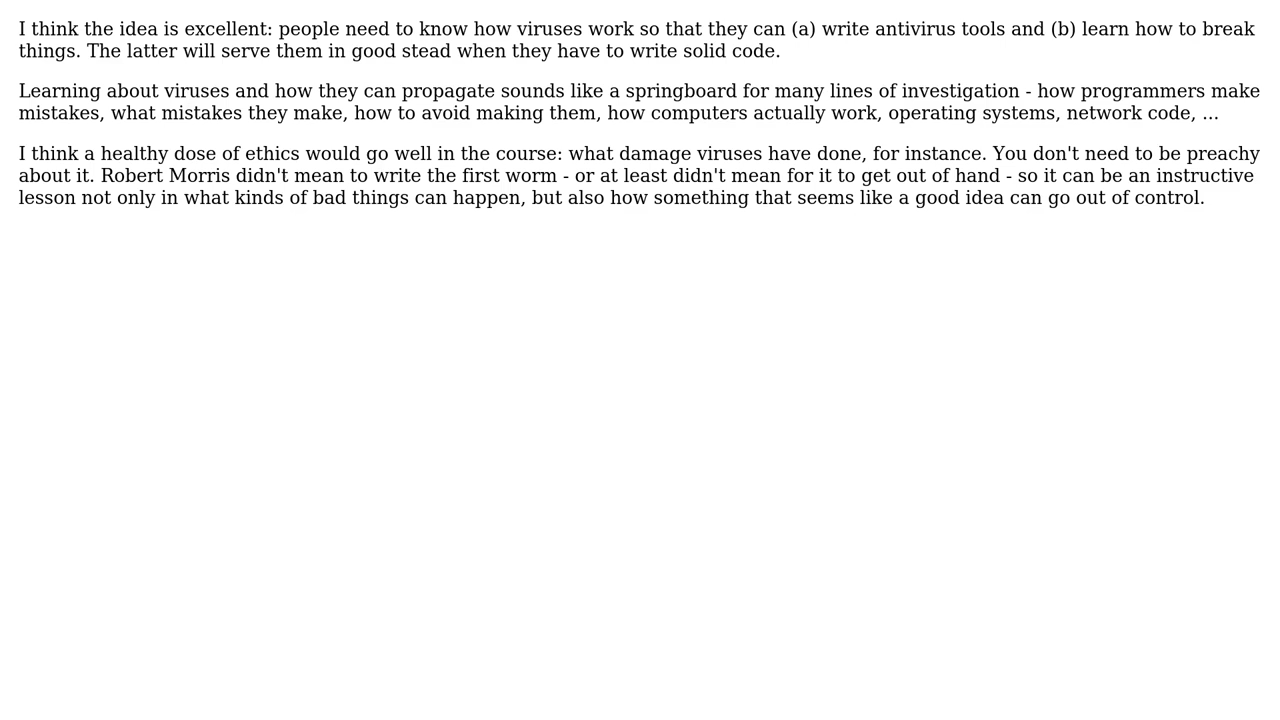 I think the idea is excellent: people need to know how viruses work so that they can (a) write antivirus tools and (b) learn how to break
things. The latter will serve them in good stead when they have to write solid code.
Learning about viruses and how they can propagate sounds like a springboard for many lines of investigation - how programmers make
mistakes, what mistakes they make, how to avoid making them, how computers actually work, operating systems, network code, ...
I think a healthy dose of ethics would go well in the course: what damage viruses have done, for instance. You don't need to be preachy
about it. Robert Morris didn't mean to write the first worm - or at least didn't mean for it to get out of hand - so it can be an instructive
lesson not only in what kinds of bad things can happen, but also how something that seems like a good idea can go out of control.